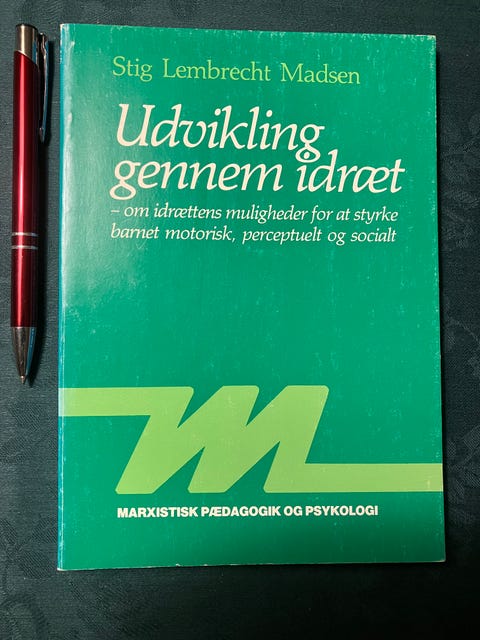 Stig Lembrecht Madsen
Udvikling
gennem idræt
– om idrættens muligheder for at styrke
barnet motorisk, perceptuelt og socialt
M
MARXISTISK PÆDAGOGIK OG PSYKOLOGI